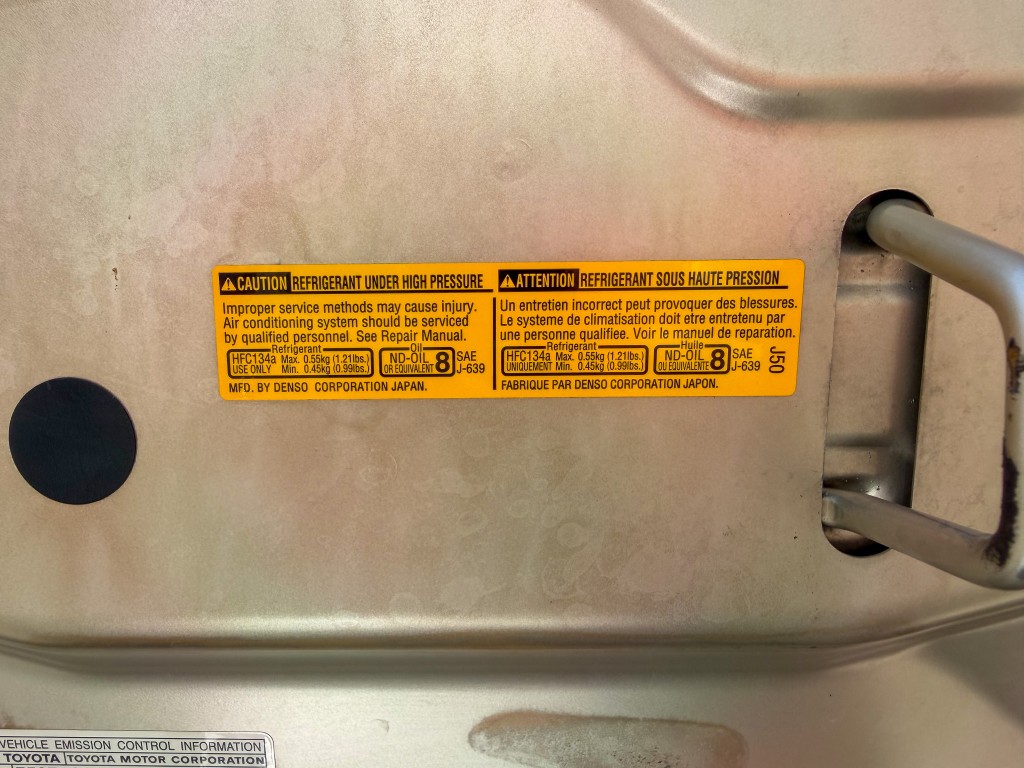 CAUTION REFRIGERANT UNDER HIGH PRESSURE
Improper service methods may cause injury.
Air conditioning system should be serviced
by qualified personnel. See Repair Manual.
Refrigerant
HFC134a Max. 0.55kg (1.21lbs.)
USE ONLY Min. 0.45kg (0.99lbs.)
Oil
ND-OIL 8
OR EQUIVALENT
SAE
J-639
MFD. BY DENSO CORPORATION JAPAN.
ATTENTION REFRIGERANT SOUS HAUTE PRESSION
Un entretien incorrect peut provoquer des blessures.
Le systeme de climatisation doit etre entretenu par
une personne qualifiee. Voir le manuel de reparation.
Refrigerant
HFC134a Max. 0.55kg (1.21lbs.)
UNIQUEMENT Min. 0.45kg (0.99lbs.)
Huile
ND-OIL 8
OU EQUIVALENTE
SAE
J-639
J50
FABRIQUE PAR DENSO CORPORATION JAPON.
VEHICLE EMISSION CONTROL INFORMATION
TOYOTA TOYOTA MOTOR CORPORATION